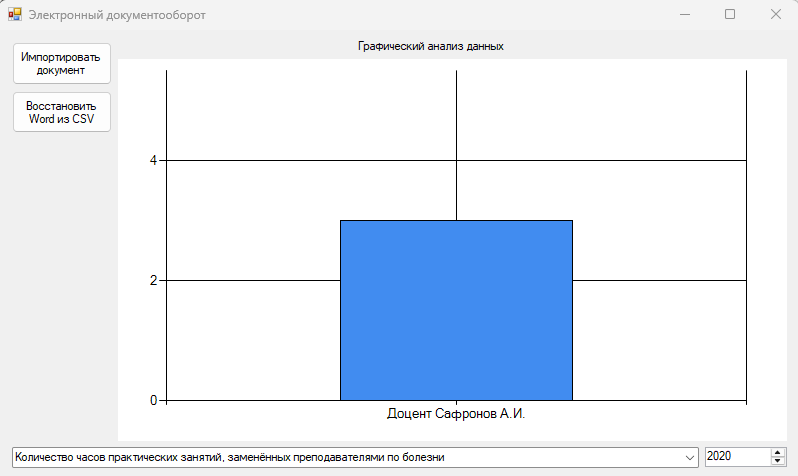 Электронный документооборот
Импортировать
документ
Восстановить
Word из CSV
Графический анализ данных
4
2
0
Доцент Сафронов А.И.
Количество часов практических занятий, заменённых преподавателями по болезни
2020